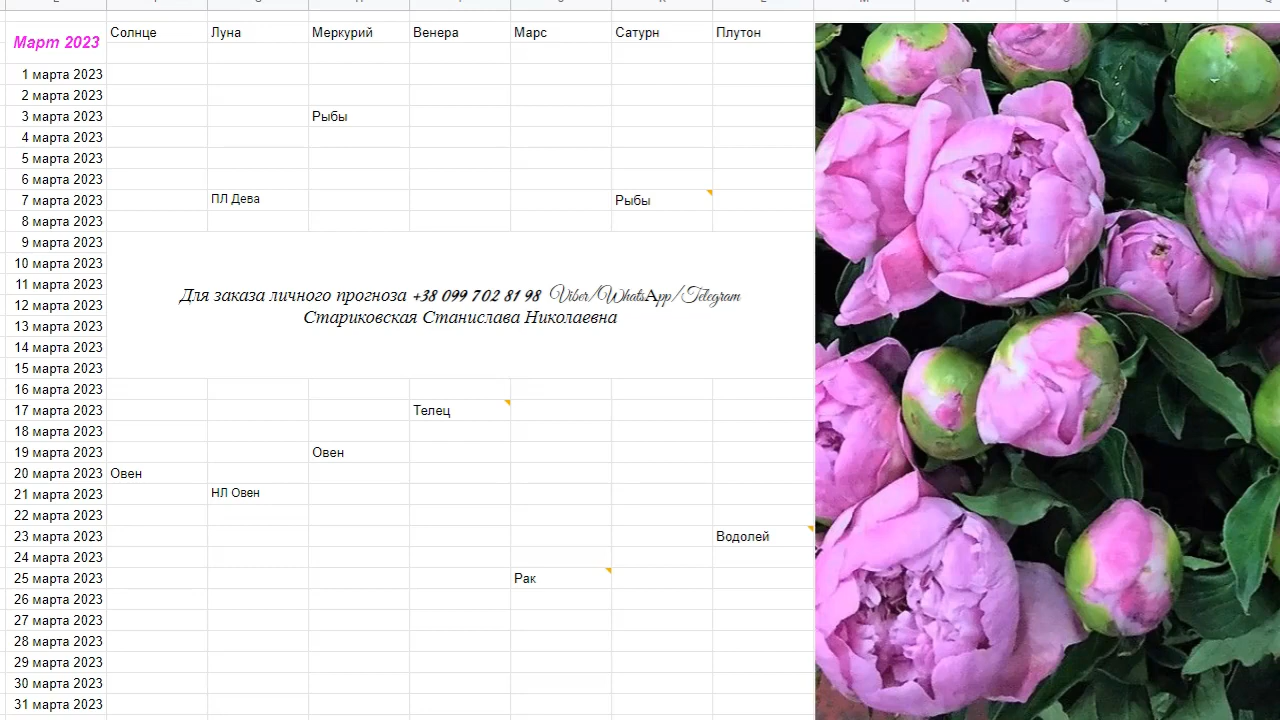 Март 2023 Солнце Луна Меркурий Венера Марс Сатурн Плутон
1 марта 2023
2 марта 2023
3 марта 2023 Рыбы
4 марта 2023
5 марта 2023
6 марта 2023
7 марта 2023 ПЛ Дева Рыбы
8 марта 2023
9 марта 2023
10 марта 2023
11 марта 2023
Для заказа личного прогноза +38 099 702 81 98 Viber/WhatsApp/Telegram
12 марта 2023
Стариковская Станислава Николаевна
13 марта 2023
14 марта 2023
15 марта 2023
16 марта 2023
17 марта 2023 Телец
18 марта 2023
19 марта 2023 Овен
20 марта 2023 Овен
21 марта 2023 НЛ Овен
22 марта 2023
23 марта 2023 Водолей
24 марта 2023
25 марта 2023 Рак
26 марта 2023
27 марта 2023
28 марта 2023
29 марта 2023
30 марта 2023
31 марта 2023